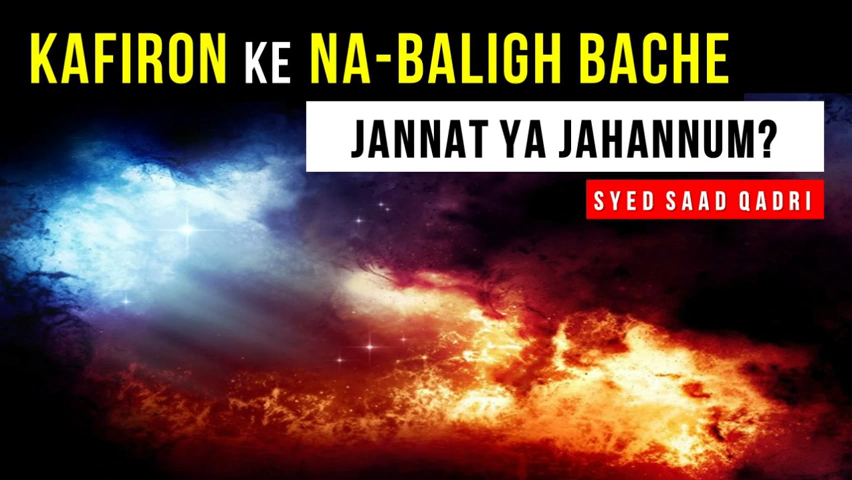 KAFIRON KE NA-BALIGH BACHE
JANNAT YA JAHANNUM?
SYED SAAD QADRI